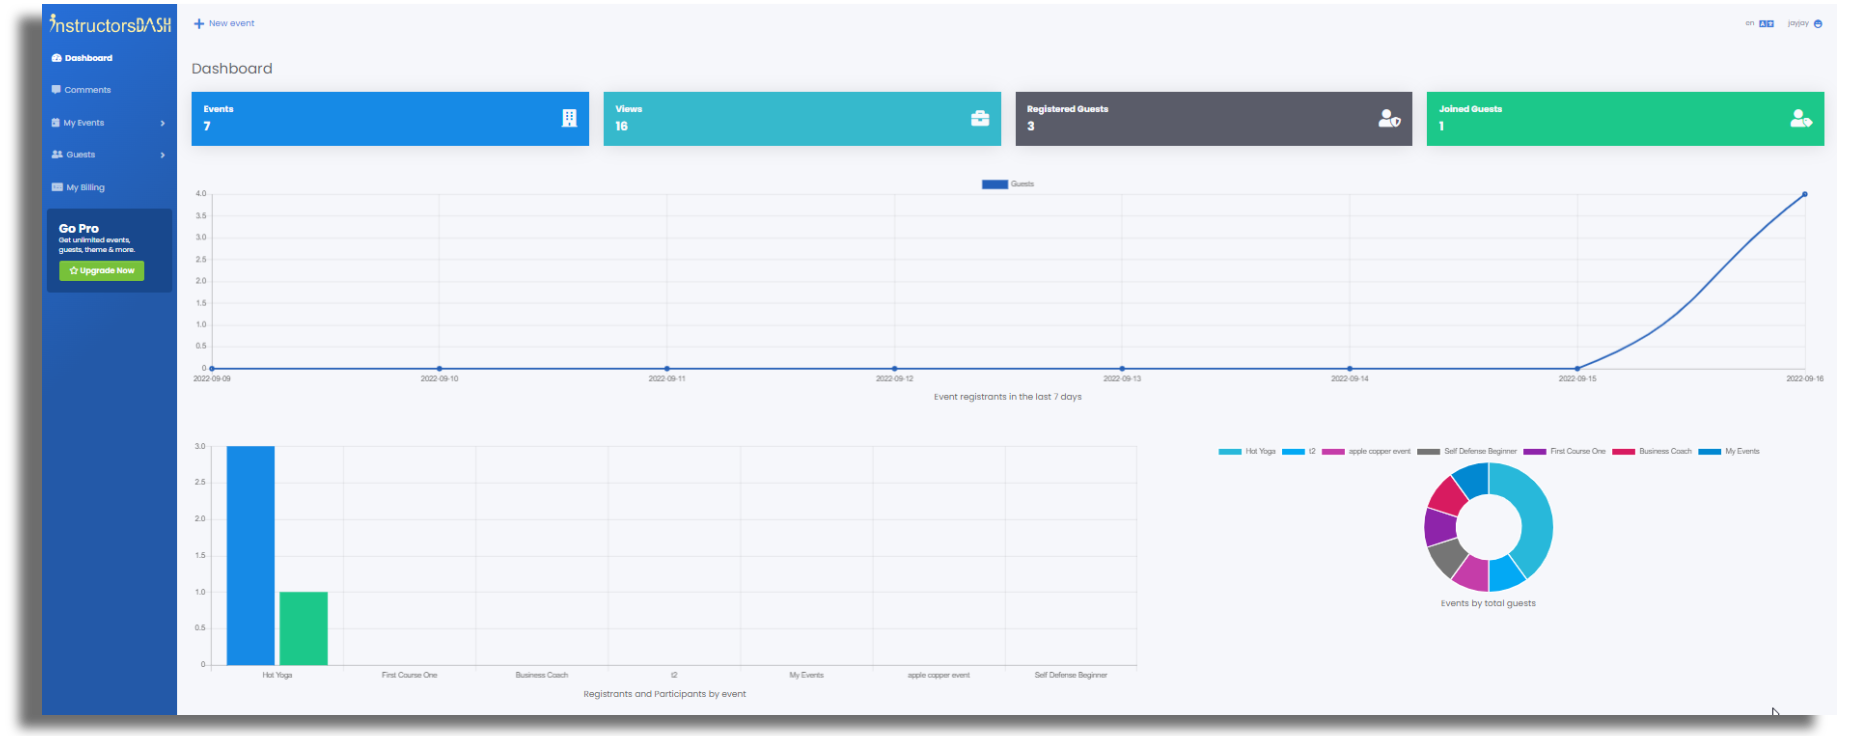 instructorsDASH
Dashboard
Comments
My Events
Guests
My Billing
Go Pro
Get unlimited events,
guests, theme & more.
Upgrade Now
New event
en
jayjay
Dashboard
Events
7
Views
16
Registered Guests
3
Joined Guests
1
Guests
4.0
3.5
3.0
2.5
2.0
1.5
1.0
0.5
0
2022-09-09 2022-09-10 2022-09-11 2022-09-12 2022-09-13 2022-09-14 2022-09-15 2022-09-16
Event registrants in the last 7 days
3.0
2.5
2.0
1.5
1.0
0.5
0
Hot Yoga First Course One Business Coach t2 My Events apple copper event Self Defense Beginner
Registrants and Participants by event
Hot Yoga t2 apple copper event Self Defense Beginner First Course One Business Coach My Events
Events by total guests